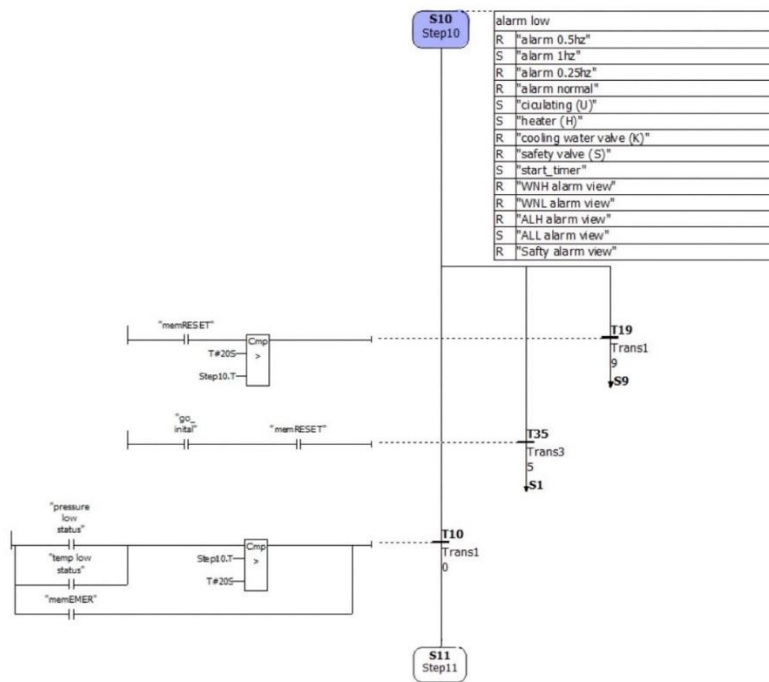 S10
Step10
alarm low
R "alarm 0.5hz"
S "alarm 1hz"
R "alarm 0.25hz"
R "alarm normal"
S "ciculating (U)"
S "heater (H)"
R "cooling water valve (K)"
R "safety valve (S)"
S "start_timer"
R "WNH alarm view"
R "WNL alarm view"
R "ALH alarm view"
S "ALL alarm view"
R "Safty alarm view"
"memRESET"
Cmp
>
T#20S
Step10.T
T19
Trans1
9
S9
"go_
inital"
"memRESET"
T35
Trans3
5
S1
"pressure
low
status"
"temp low
status"
"memEMER"
Cmp
>
Step10.T
T#20S
T10
Trans1
0
S11
Step11